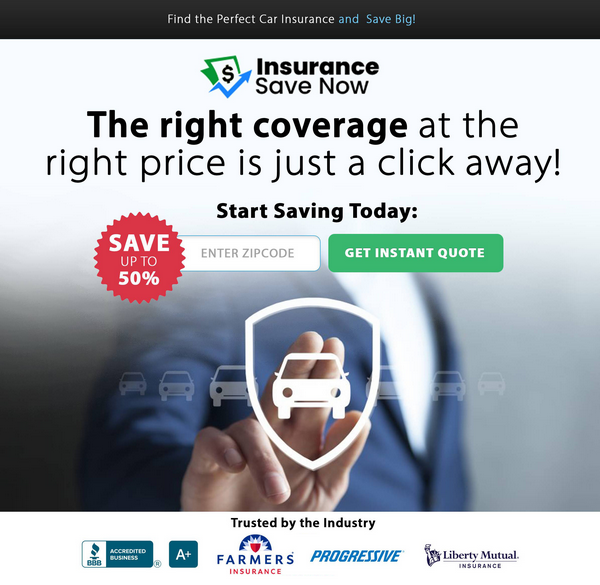 Find the Perfect Car Insurance and Save Big!
$
Insurance
Save Now
The right coverage at the
right price is just a click away!
Start Saving Today:
SAVE
UP TO
50%
ENTER ZIPCODE
GET INSTANT QUOTE
Trusted by the Industry
BBB
ACCREDITED
BUSINESS
®
A+
FARMERS
INSURANCE
PROGRESSIVE
Liberty Mutual.
INSURANCE